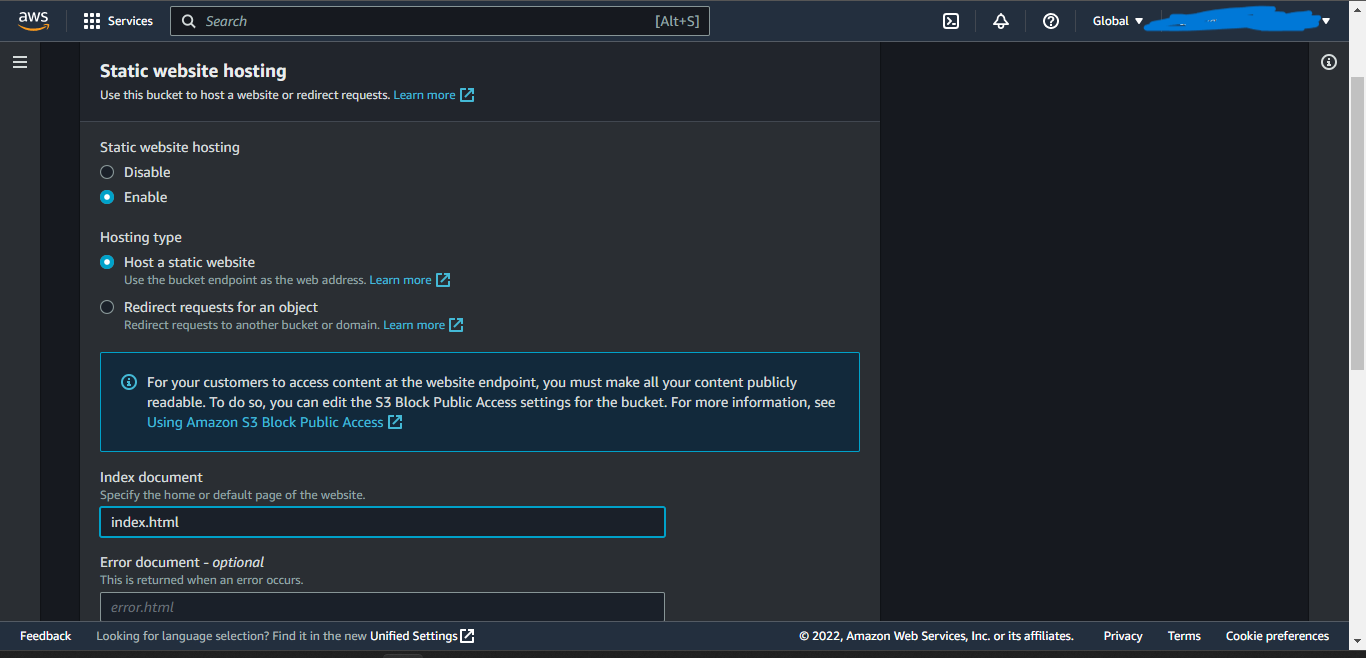 aws
Services
Search
[Alt+S]
Global
Static website hosting
Use this bucket to host a website or redirect requests. Learn more
Static website hosting
Disable
Enable
Hosting type
Host a static website
Use the bucket endpoint as the web address. Learn more
Redirect requests for an object
Redirect requests to another bucket or domain. Learn more
For your customers to access content at the website endpoint, you must make all your content publicly
readable. To do so, you can edit the S3 Block Public Access settings for the bucket. For more information, see
Using Amazon S3 Block Public Access
Index document
Specify the home or default page of the website.
index.html
Error document - optional
This is returned when an error occurs.
error.html
Feedback
Looking for language selection? Find it in the new Unified Settings
© 2022, Amazon Web Services, Inc. or its affiliates.
Privacy
Terms
Cookie preferences